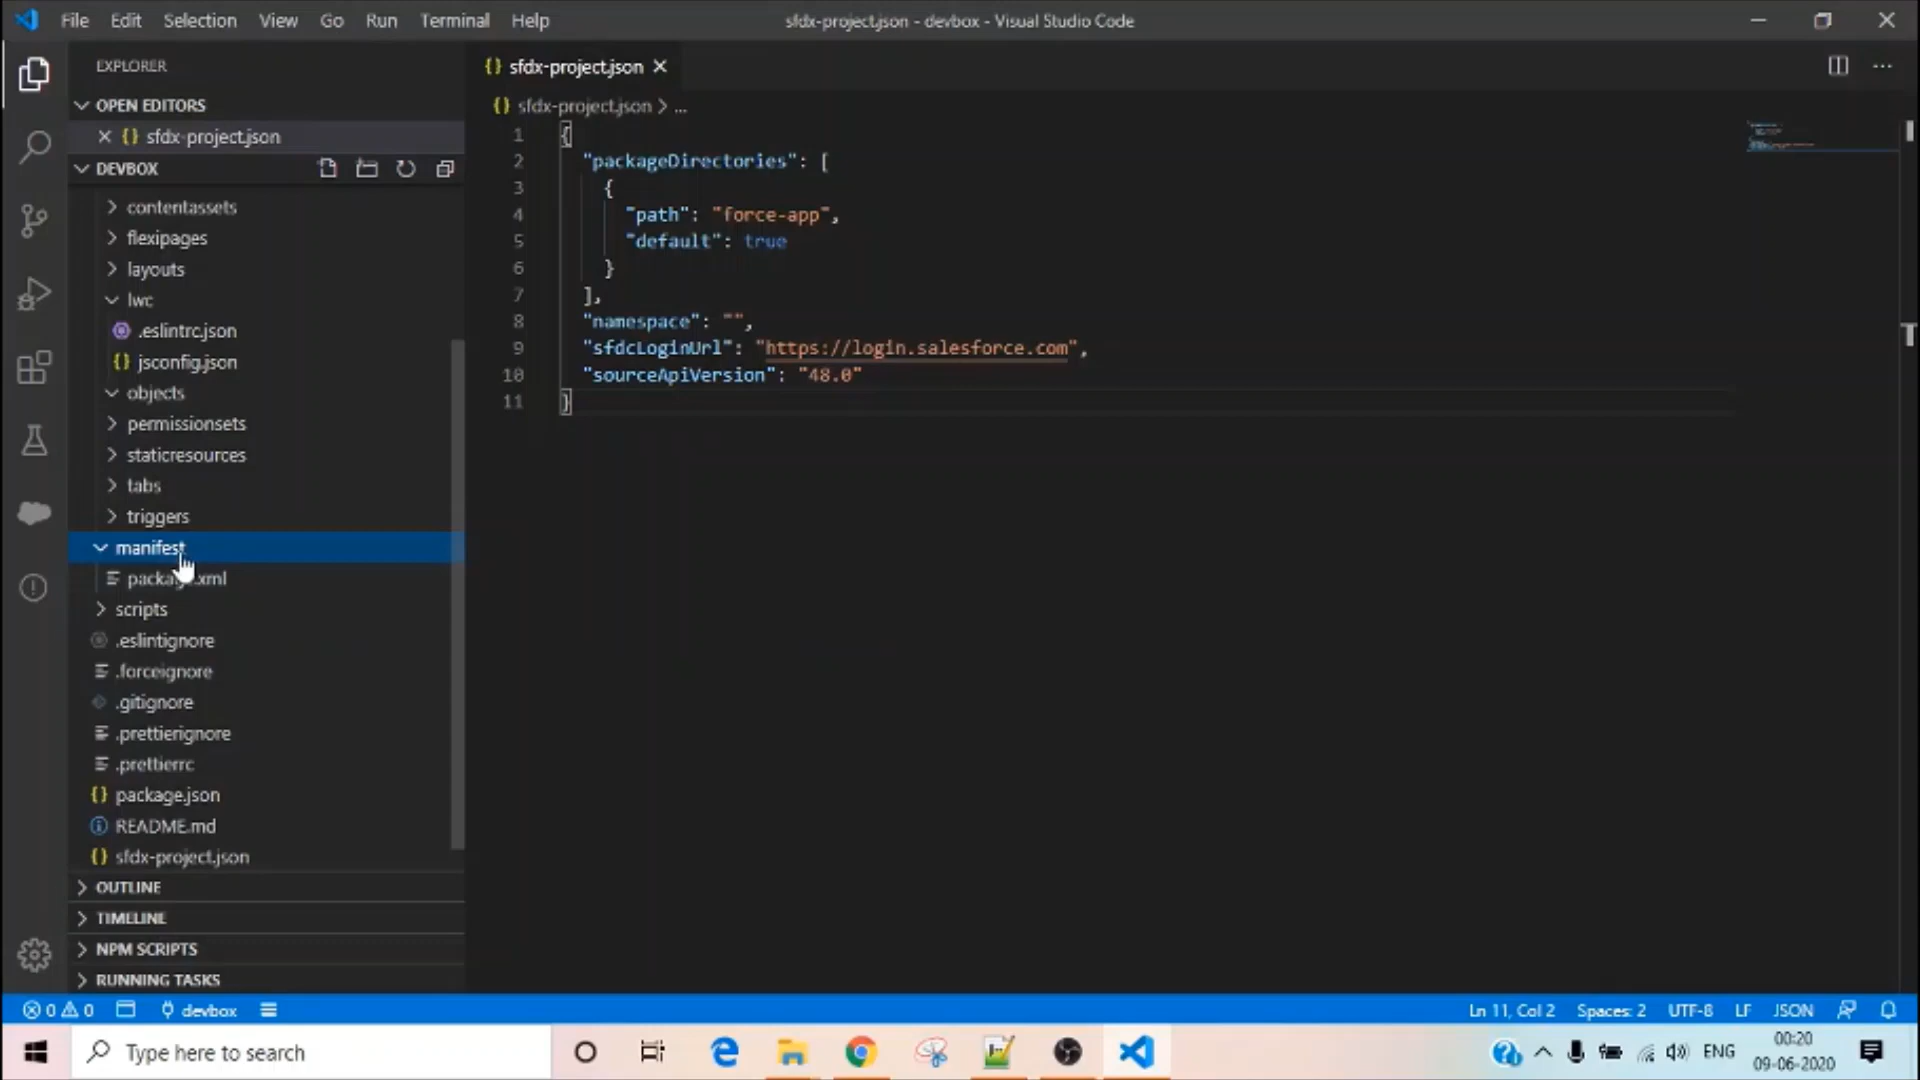 File Edit Selection View Go Run Terminal Help
sfdx-project.json - devbox - Visual Studio Code
EXPLORER
OPEN EDITORS
sfdx-project.json
DEVBOX
contentassets
flexipages
layouts
lwc
.eslintrc.json
jsconfig.json
objects
permissionsets
staticresources
tabs
triggers
manifest
package.xml
scripts
.eslintignore
.forceignore
.gitignore
.prettierignore
.prettierrc
package.json
README.md
sfdx-project.json
OUTLINE
TIMELINE
NPM SCRIPTS
RUNNING TASKS
sfdx-project.json
sfdx-project.json > ...
1 {
2 "packageDirectories": [
3 {
4 "path": "force-app",
5 "default": true
6 }
7 ],
8 "namespace": "",
9 "sfdcLoginUrl": "https://login.salesforce.com",
10 "sourceApiVersion": "48.0"
11 }
0 0 devbox
Ln 11, Col 2 Spaces: 2 UTF-8 LF JSON
Type here to search
ENG
00:20
09-06-2020